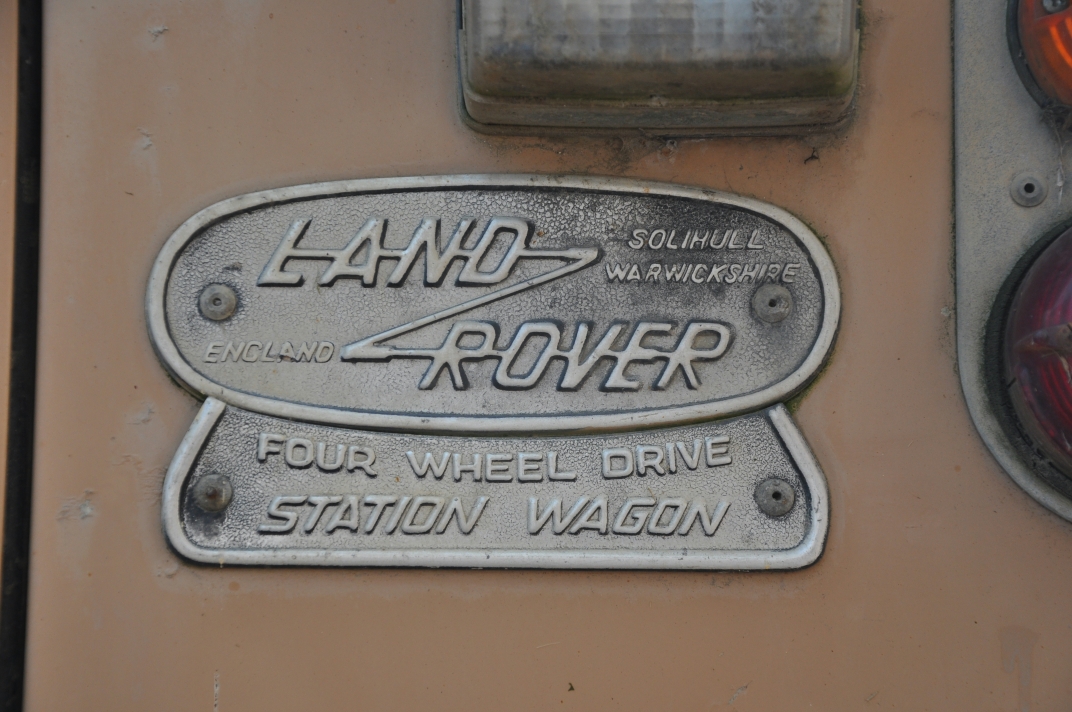 LAND
SOLIHULL
WARWICKSHIRE
ENGLAND
ROVER
FOUR WHEEL DRIVE
STATION WAGON